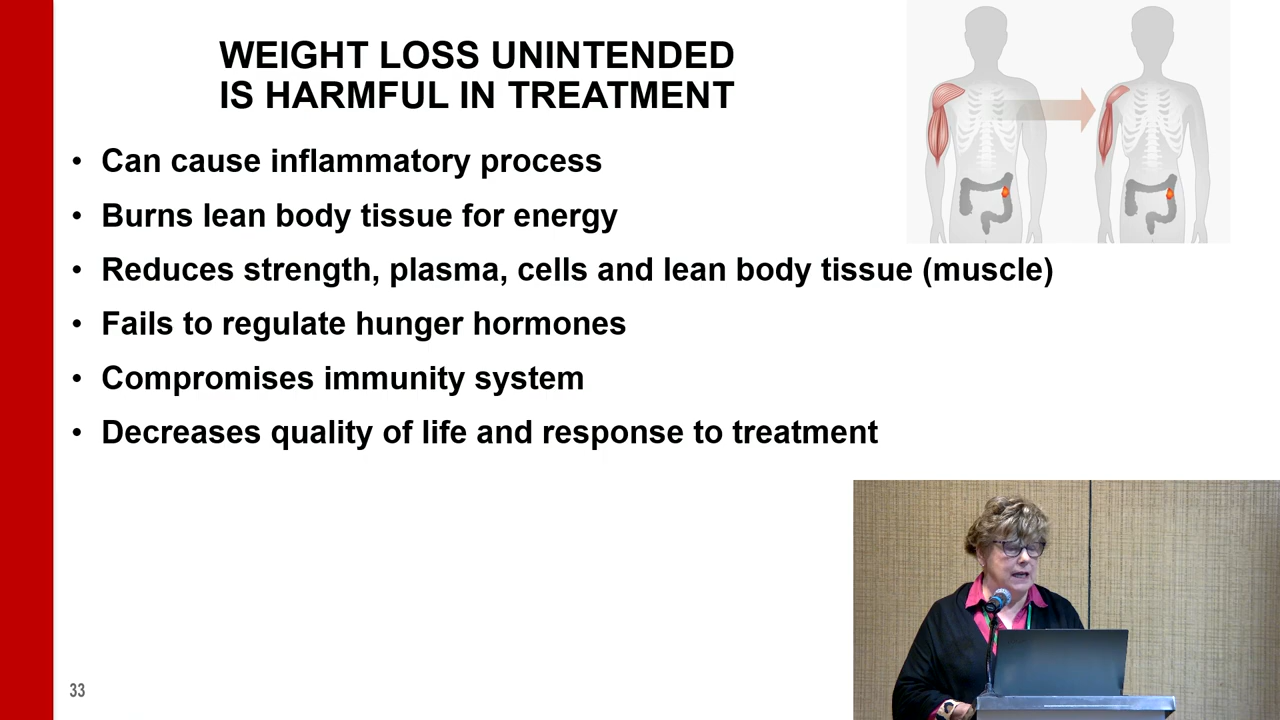 WEIGHT LOSS UNINTENDED
IS HARMFUL IN TREATMENT
• Can cause inflammatory process
• Burns lean body tissue for energy
• Reduces strength, plasma, cells and lean body tissue (muscle)
• Fails to regulate hunger hormones
• Compromises immunity system
• Decreases quality of life and response to treatment
33